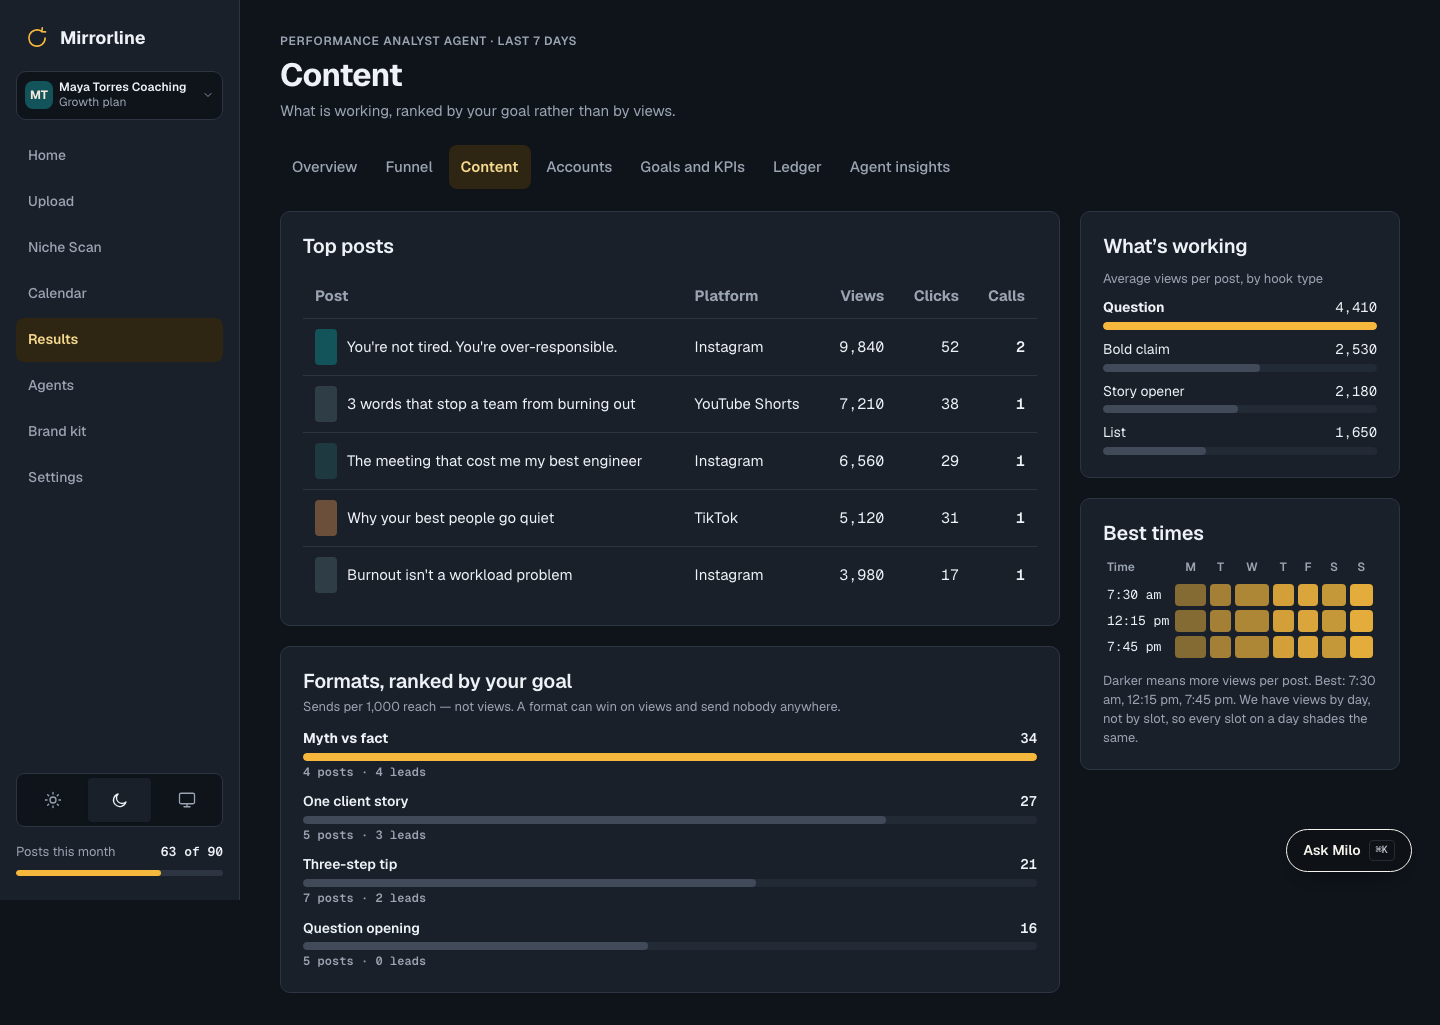 Mirrorline
MT
Maya Torres Coaching
Growth plan
Home
Upload
Niche Scan
Calendar
Results
Agents
Brand kit
Settings
Posts this month
63 of 90
PERFORMANCE ANALYST AGENT · LAST 7 DAYS
Content
What is working, ranked by your goal rather than by views.
Overview Funnel Content Accounts Goals and KPIs Ledger Agent insights
Top posts
Post Platform Views Clicks Calls
You're not tired. You're over-responsible. Instagram 9,840 52 2
3 words that stop a team from burning out YouTube Shorts 7,210 38 1
The meeting that cost me my best engineer Instagram 6,560 29 1
Why your best people go quiet TikTok 5,120 31 1
Burnout isn't a workload problem Instagram 3,980 17 1
Formats, ranked by your goal
Sends per 1,000 reach — not views. A format can win on views and send nobody anywhere.
Myth vs fact 34
4 posts · 4 leads
One client story 27
5 posts · 3 leads
Three-step tip 21
7 posts · 2 leads
Question opening 16
5 posts · 0 leads
What's working
Average views per post, by hook type
Question 4,410
Bold claim 2,530
Story opener 2,180
List 1,650
Best times
Time M T W T F S S
7:30 am
12:15 pm
7:45 pm
Darker means more views per post. Best: 7:30
am, 12:15 pm, 7:45 pm. We have views by day,
not by slot, so every slot on a day shades the
same.
Ask Milo ⌘K